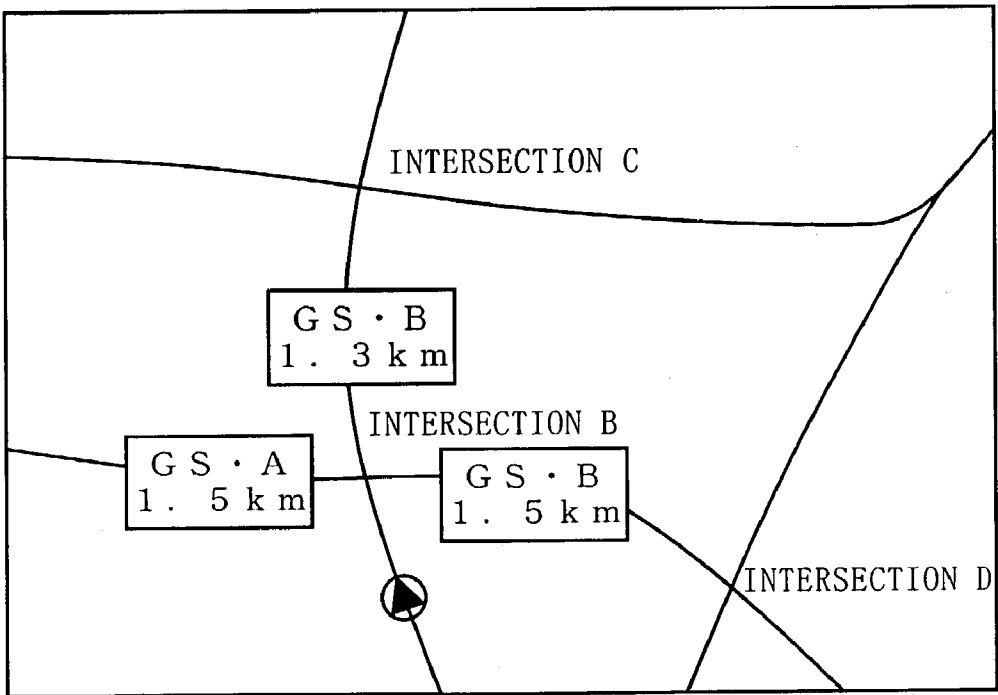 INTERSECTION C
GS・B
1. 3km
INTERSECTION B
GS・A
1. 5km
GS・B
1. 5km
INTERSECTION D